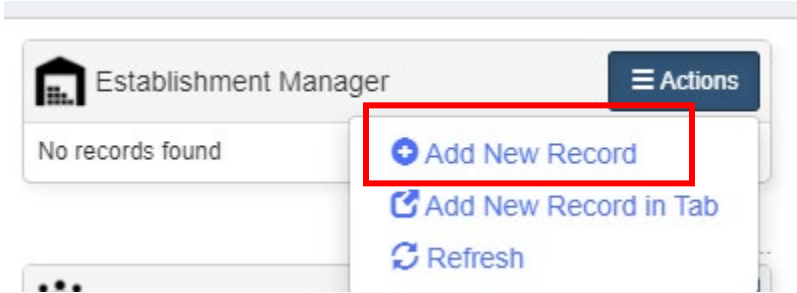 Establishment Manager
Actions
No records found
Add New Record
Add New Record in Tab
Refresh